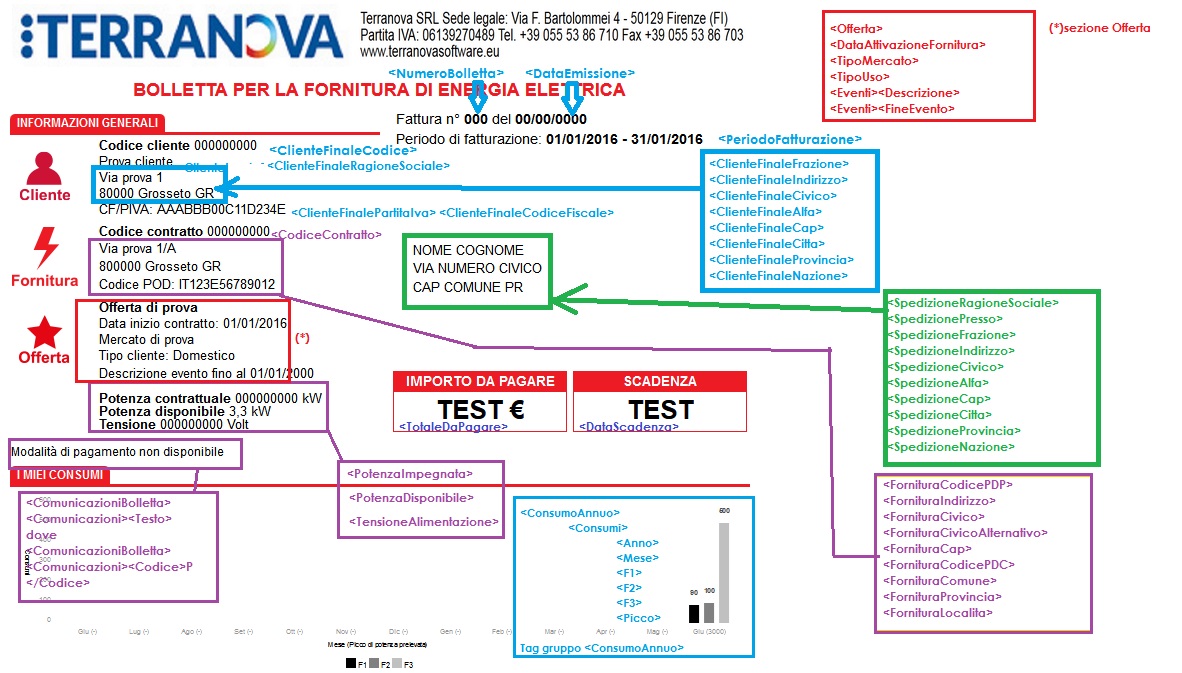 TERRANOVA
Terranova SRL Sede legale: Via F. Bartolommei 4 - 50129 Firenze (FI)
Partita IVA: 06139270489 Tel. +39 055 53 86 710 Fax +39 055 53 86 703
www.terranovasoftware.eu
<Offerta>
<DataAttivazioneFornitura>
<TipoMercato>
<TipoUso>
<Eventi><Descrizione>
<Eventi><FineEvento>
(*)sezione Offerta
<NumeroBolletta> <DataEmissione>
BOLLETTA PER LA FORNITURA DI ENERGIA ELETTRICA
Fattura n° 000 del 00/00/0000
Periodo di fatturazione: 01/01/2016 - 31/01/2016 <PeriodoFatturazione>
INFORMAZIONI GENERALI
Cliente
Codice cliente 000000000 <ClienteFinaleCodice>
Prova cliente <ClienteFinaleRagioneSociale>
Via prova 1
80000 Grosseto GR
CF/PIVA: AAABBB00C11D234E <ClienteFinalePartitaIva> <ClienteFinaleCodiceFiscale>
<ClienteFinaleFrazione>
<ClienteFinaleIndirizzo>
<ClienteFinaleCivico>
<ClienteFinaleAlfa>
<ClienteFinaleCap>
<ClienteFinaleCitta>
<ClienteFinaleProvincia>
<ClienteFinaleNazione>
Fornitura
Codice contratto 000000000 <CodiceContratto>
Via prova 1/A
800000 Grosseto GR
Codice POD: IT123E56789012
NOME COGNOME
VIA NUMERO CIVICO
CAP COMUNE PR
<SpedizioneRagioneSociale>
<SpedizionePresso>
<SpedizioneFrazione>
<SpedizioneIndirizzo>
<SpedizioneCivico>
<SpedizioneAlfa>
<SpedizioneCap>
<SpedizioneCitta>
<SpedizioneProvincia>
<SpedizioneNazione>
Offerta
Offerta di prova
Data inizio contratto: 01/01/2016
Mercato di prova
Tipo cliente: Domestico
Descrizione evento fino al 01/01/2000
(*)
Potenza contrattuale 000000000 kW
Potenza disponibile 3,3 kW
Tensione 000000000 Volt
IMPORTO DA PAGARE
TEST €
<TotaleDaPagare>
SCADENZA
TEST
<DataScadenza>
Modalità di pagamento non disponibile
I MIEI CONSUMI
<PotenzaImpegnata>
<PotenzaDisponibile>
<TensioneAlimentazione>
<FornituraCodicePDP>
<FornituraIndirizzo>
<FornituraCivico>
<FornituraCivicoAlternativo>
<FornituraCap>
<FornituraCodicePDC>
<FornituraComune>
<FornituraProvincia>
<FornituraLocalita>
<ComunicazioniBolletta>
<Comunicazioni><Testo>
dove
<ComunicazioniBolletta>
<Comunicazioni><Codice>P
</Codice>
<ConsumoAnnuo>
<Consumi>
<Anno>
<Mese>
<F1>
<F2>
<F3>
<Picco>
Tag gruppo <ConsumoAnnuo>
600
90 100
0
Giu (-) Lug (-) Ago (-) Set (-) Ott (-) Nov (-) Dic (-) Gen (-) Feb (-) Mar (-) Apr (-) Mag (-) Giu (3000)
Mese (Picco di potenza prelevata)
F1 F2 F3